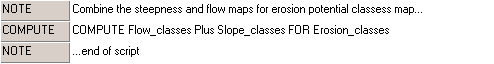 NOTE Combine the steepness and flow maps for erosion potential classess map...
COMPUTE COMPUTE Flow_classes Plus Slope_classes FOR Erosion_classes
NOTE ...end of script